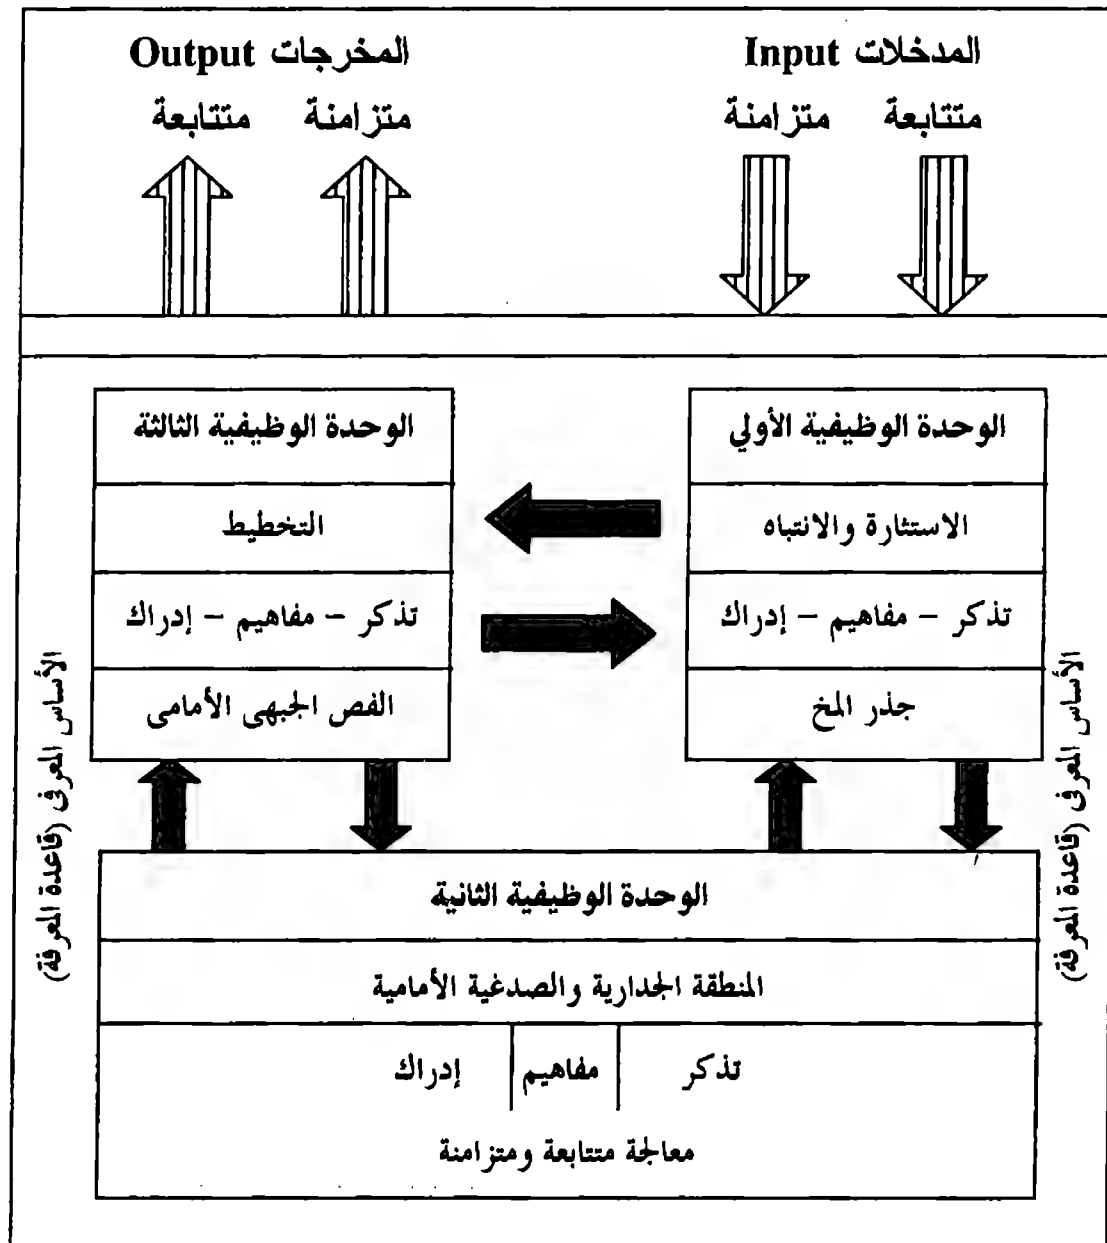 المدخلات Input
المخرجات Output
متتابعة
متزامنة
متزامنة
متتابعة
الوحدة الوظيفية الأولي
الاستثارة والانتباه
تذكر – مفاهيم – إدراك
جذر المخ
الوحدة الوظيفية الثالثة
التخطيط
تذكر – مفاهيم – إدراك
الفص الجبهى الأمامى
الأساس المعرفى (قاعدة المعرفة)
الأساس المعرفى (قاعدة المعرفة)
الوحدة الوظيفية الثانية
المنطقة الجدارية والصدغية الأمامية
تذكر
مفاهيم
إدراك
معالجة متتابعة ومتزامنة